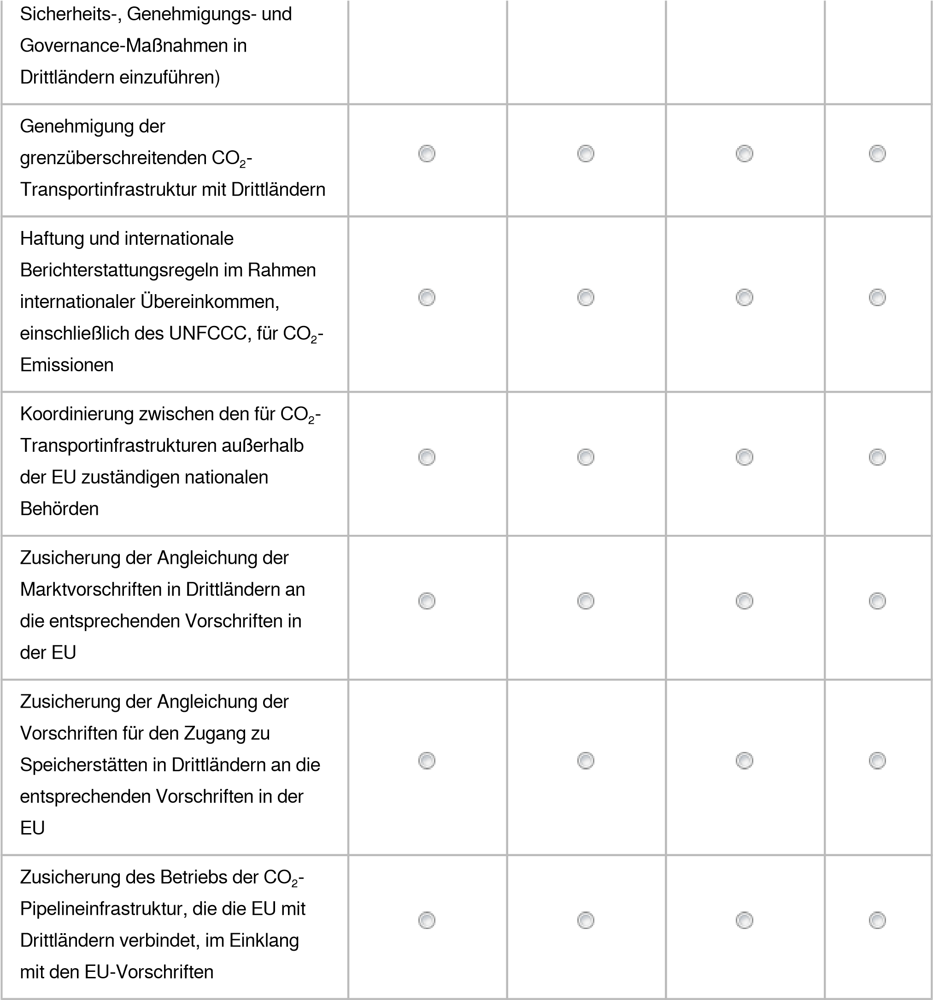 Sicherheits-, Genehmigungs- und
Governance-Maßnahmen in
Drittländern einzuführen)
Genehmigung der
grenzüberschreitenden CO₂-
Transportinfrastruktur mit Drittländern
Haftung und internationale
Berichterstattungsregeln im Rahmen
internationaler Übereinkommen,
einschließlich des UNFCCC, für CO₂-
Emissionen
Koordinierung zwischen den für CO₂-
Transportinfrastrukturen außerhalb
der EU zuständigen nationalen
Behörden
Zusicherung der Angleichung der
Marktvorschriften in Drittländern an
die entsprechenden Vorschriften in
der EU
Zusicherung der Angleichung der
Vorschriften für den Zugang zu
Speicherstätten in Drittländern an die
entsprechenden Vorschriften in der
EU
Zusicherung des Betriebs der CO₂-
Pipelineinfrastruktur, die die EU mit
Drittländern verbindet, im Einklang
mit den EU-Vorschriften